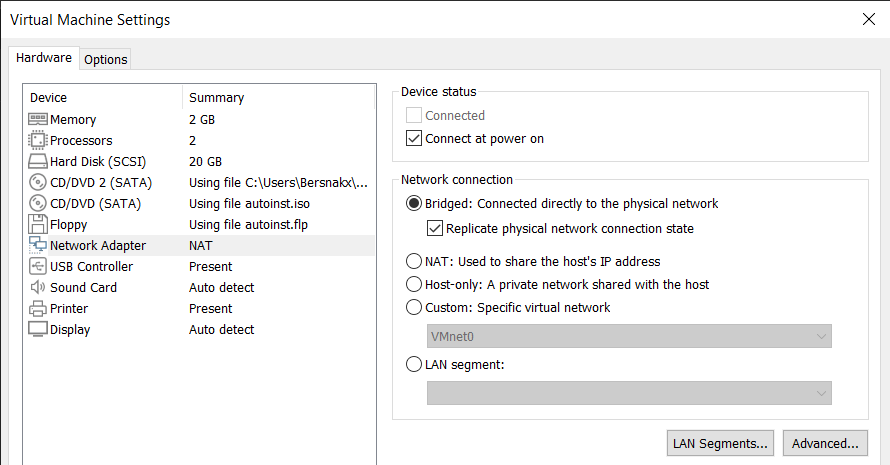 Virtual Machine Settings
Hardware
Options
Device Summary
Memory 2 GB
Processors 2
Hard Disk (SCSI) 20 GB
CD/DVD 2 (SATA) Using file C:\Users\Bersnakx\...
CD/DVD (SATA) Using file autoinst.iso
Floppy Using file autoinst.flp
Network Adapter NAT
USB Controller Present
Sound Card Auto detect
Printer Present
Display Auto detect
Device status
Connected
Connect at power on
Network connection
Bridged: Connected directly to the physical network
Replicate physical network connection state
NAT: Used to share the host's IP address
Host-only: A private network shared with the host
Custom: Specific virtual network
VMnet0
LAN segment:
LAN Segments...
Advanced...